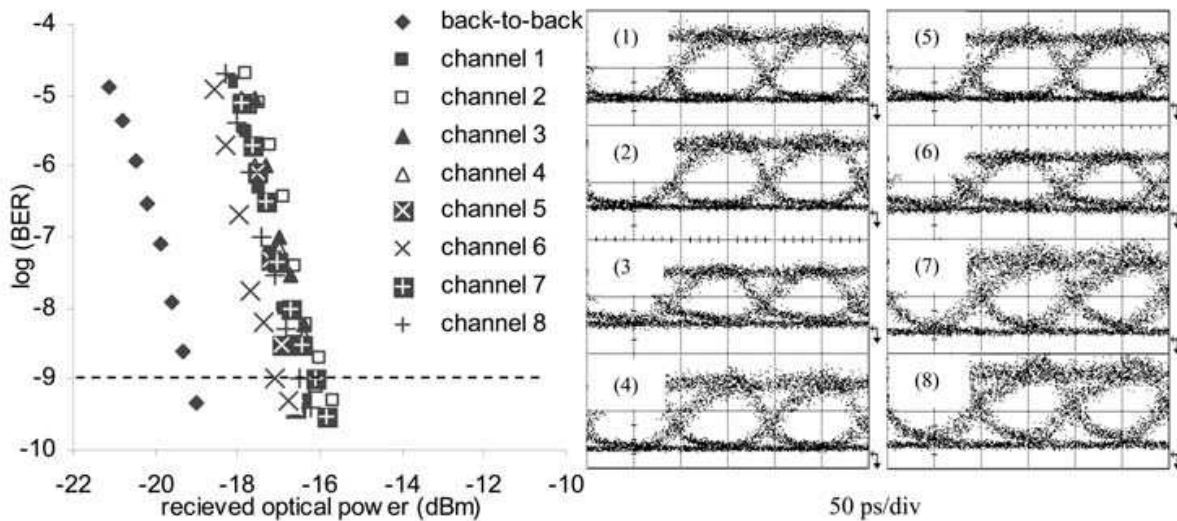 -4
-5
-6
-7
-8
-9
-10
log (BER)
-22
-20
-18
-16
-14
-12
-10
recieved optical power (dBm)
back-to-back
channel 1
channel 2
channel 3
channel 4
channel 5
channel 6
channel 7
channel 8
(1)
(2)
(3
(4)
(5)
(6)
(7)
(8)
50 ps/div